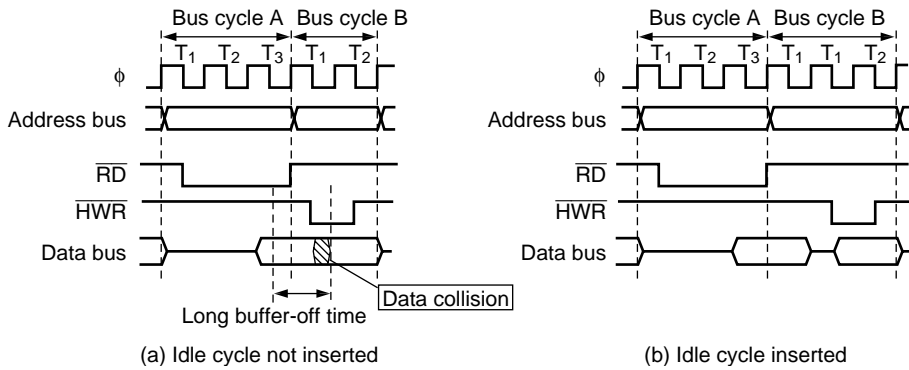 Bus cycle A Bus cycle B
T1 T2 T3 T1 T2
φ
Address bus
RD
HWR
Data bus
Data collision
Long buffer-off time
(a) Idle cycle not inserted
Bus cycle A Bus cycle B
T1 T2 T3 T1 T1 T2
φ
Address bus
RD
HWR
Data bus
(b) Idle cycle inserted